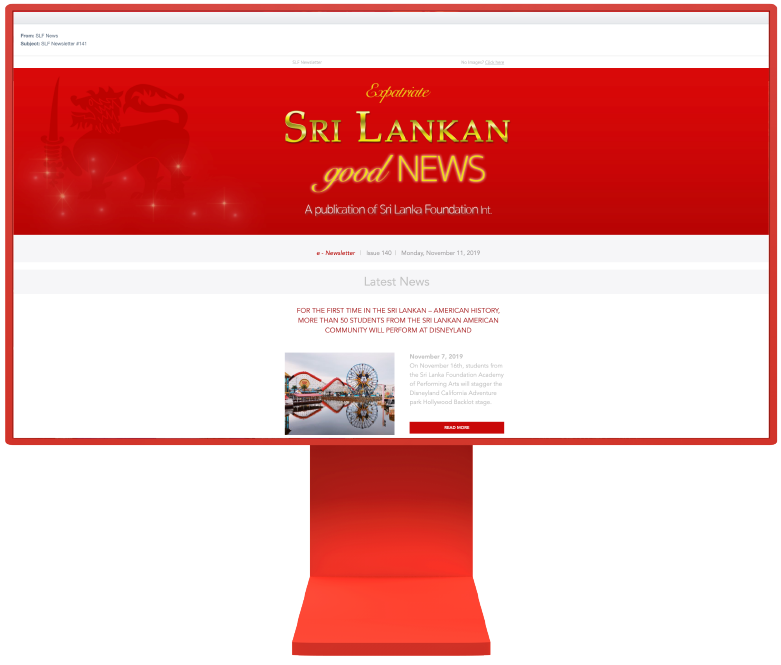 From: SLF News
Subject: SLF Newsletter #141
SLF Newsletter
No Images? Click here
Expatriate
SRI LANKAN
good NEWS
A publication of Sri Lanka Foundation Int.
e - Newsletter | Issue 140 | Monday, November 11, 2019
Latest News
FOR THE FIRST TIME IN THE SRI LANKAN – AMERICAN HISTORY,
MORE THAN 50 STUDENTS FROM THE SRI LANKAN AMERICAN
COMMUNITY WILL PERFORM AT DISNEYLAND
November 7, 2019
On November 16th, students from
the Sri Lanka Foundation Academy
of Performing Arts will stagger the
Disneyland California Adventure
park Hollywood Backlot stage.
READ MORE